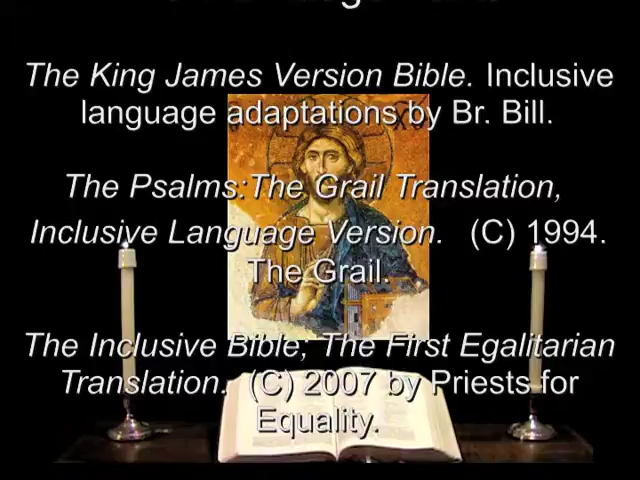 The King James Version Bible. Inclusive
language adaptations by Br. Bill.
The Psalms:The Grail Translation,
Inclusive Language Version. (C) 1994.
The Grail.
The Inclusive Bible; The First Egalitarian
Translation. (C) 2007 by Priests for
Equality.